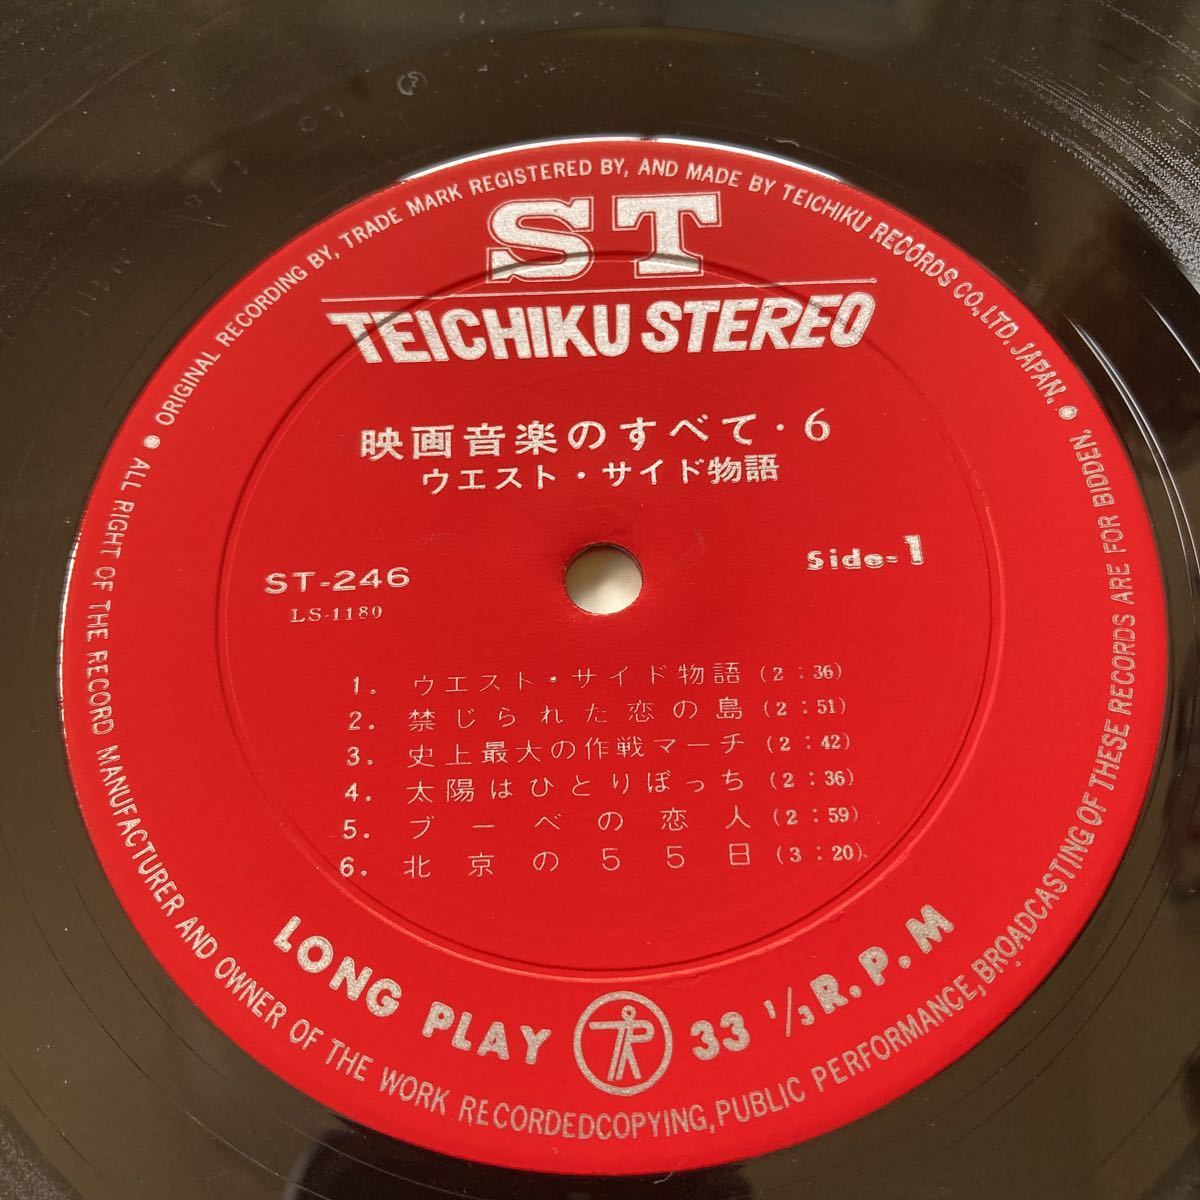 ● ORIGINAL RECORDING BY, TRADE MARK REGISTERED BY, AND MADE BY TEICHIKU RECORDS CO., LTD. JAPAN. ●
ST
TEICHIKU STEREO
映画音楽のすべて・6
ウエスト・サイド物語
ST-246
LS-1180
Side=1
1. ウエスト・サイド物語 (2:36)
2. 禁じられた恋の島 (2:51)
3. 史上最大の作戦マーチ (2:42)
4. 太陽はひとりぼっち (2:36)
5. ブーベの恋人 (2:59)
6. 北京の55日 (3:20)
LONG PLAY 33 1/3 R.P.M
ALL RIGHT OF THE RECORD MANUFACTURER AND OWNER OF THE WORK RECORDEDCOPYING, PUBLIC PERFORMANCE, BROADCASTING OF THESE RECORDS ARE FOR BIDDEN.